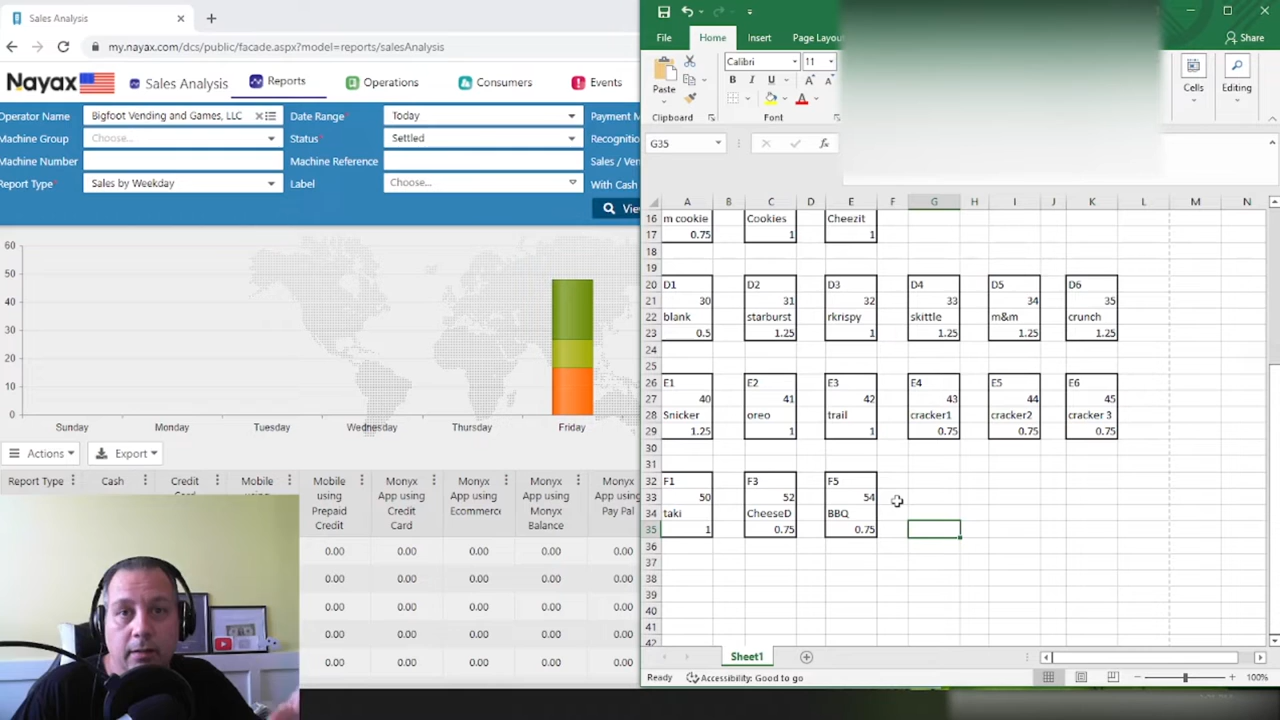 Sales Analysis
my.nayax.com/dcs/public/facade.aspx?model=reports/salesAnalysis
Nayax Sales Analysis Reports Operations Consumers Events
Operator Name * Bigfoot Vending and Games, LLC Date Range * Today Payment M
Machine Group Choose... Status * Settled Recognition
Machine Number Machine Reference Sales / Ven
Report Type * Sales by Weekday Label Choose... With Cash
Vie
60
50
40
30
20
10
0
Sunday Monday Tuesday Wednesday Thursday Friday
Actions Export
Report Type Cash Credit Mobile using Mobile using Prepaid Credit Monyx App using Credit Card Monyx App using Ecommerce Monyx App using Monyx Balance Monyx App using Pay Pal
0.00 0.00 0.00 0.00 0.00
0.00 0.00 0.00 0.00 0.00
0.00 0.00 0.00 0.00 0.00
0.00 0.00 0.00 0.00 0.00
0.00 0.00 0.00 0.00 0.00
File Home Insert Page Layou Share
Calibri 11
Paste B I U A A Cells Editing
Clipboard Font
G35 fx
A B C D E F G H I J K L M N
16 m cookie Cookies Cheezit
17 0.75 1 1
18
19
20 D1 D2 D3 D4 D5 D6
21 30 31 32 33 34 35
22 blank starburst rkrispy skittle m&m crunch
23 0.5 1.25 1 1.25 1.25 1.25
24
25
26 E1 E2 E3 E4 E5 E6
27 40 41 42 43 44 45
28 Snicker oreo trail cracker1 cracker2 cracker 3
29 1.25 1 1 0.75 0.75 0.75
30
31
32 F1 F3 F5
33 50 52 54
34 taki CheeseD BBQ
35 1 0.75 0.75
36
37
38
39
40
41
42
Sheet1
Ready Accessibility: Good to go 100%